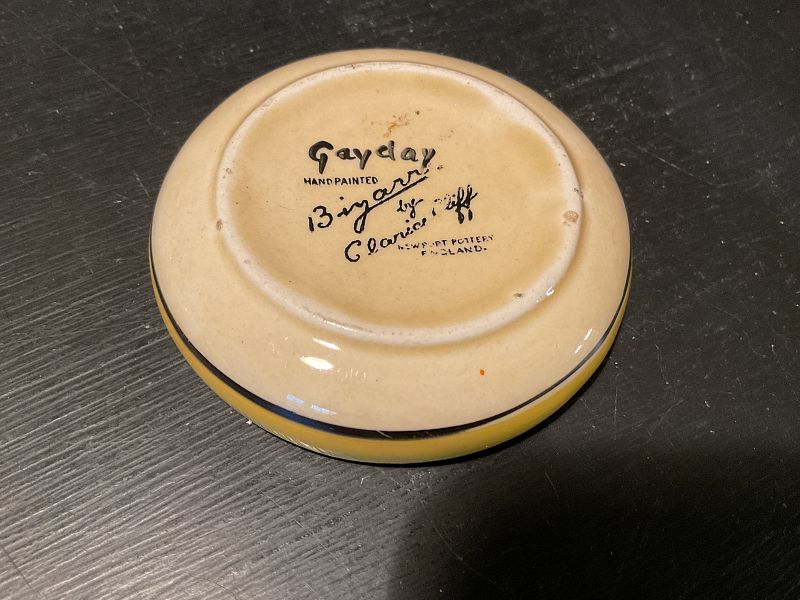 Gayday
HANDPAINTED
Bizarre
by
Clarice Cliff
NEWPORT POTTERY
ENGLAND.